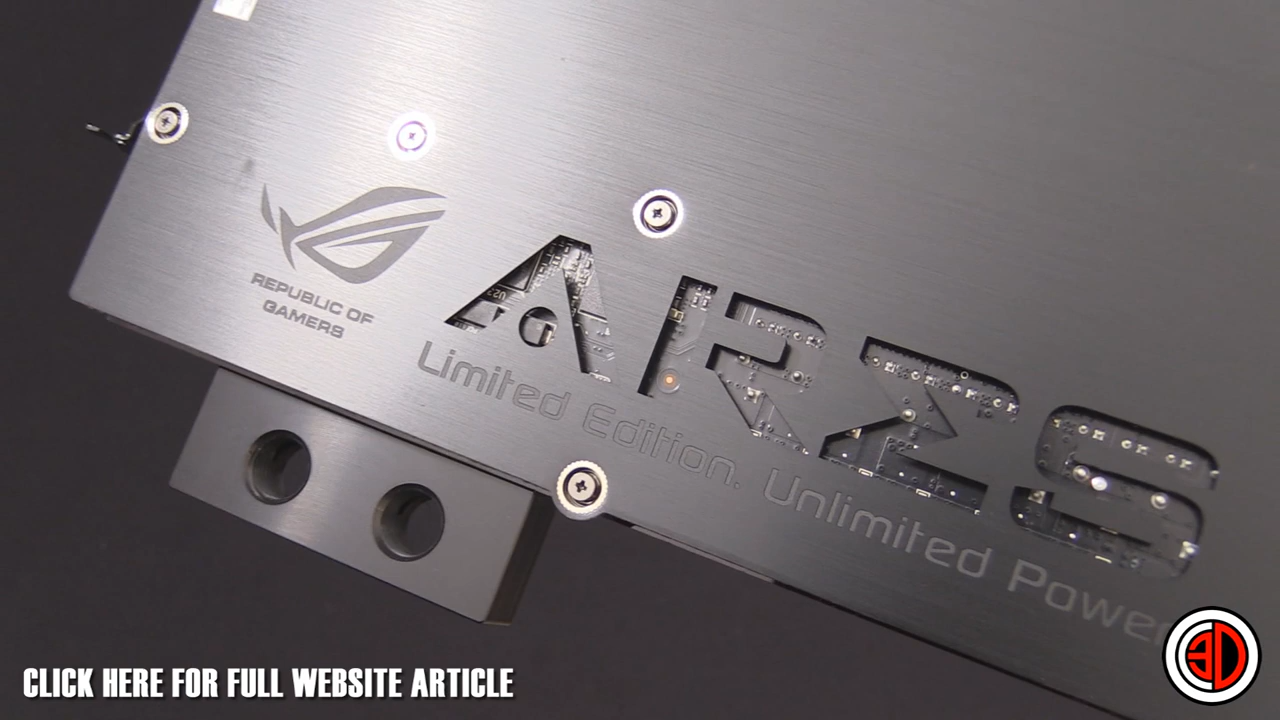 REPUBLIC OF
GAMERS
ARES
Limited Edition. Unlimited Power
CLICK HERE FOR FULL WEBSITE ARTICLE